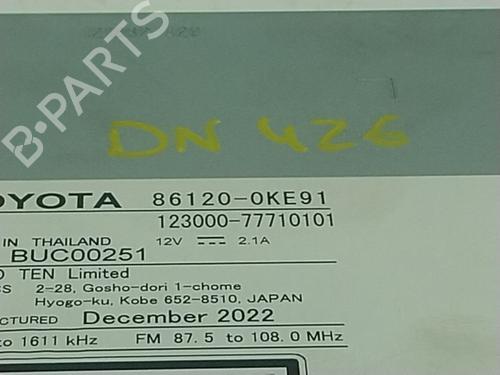 DN 426
TOYOTA 86120-0KE91
123000-77710101
IN THAILAND 12V 2.1A
BUC00251
TEN Limited
2-28, Gosho-dori 1-chome
Hyogo-ku, Kobe 652-8510, JAPAN
December 2022
to 1611 kHz FM 87.5 to 108.0 MHz
B-PARTS